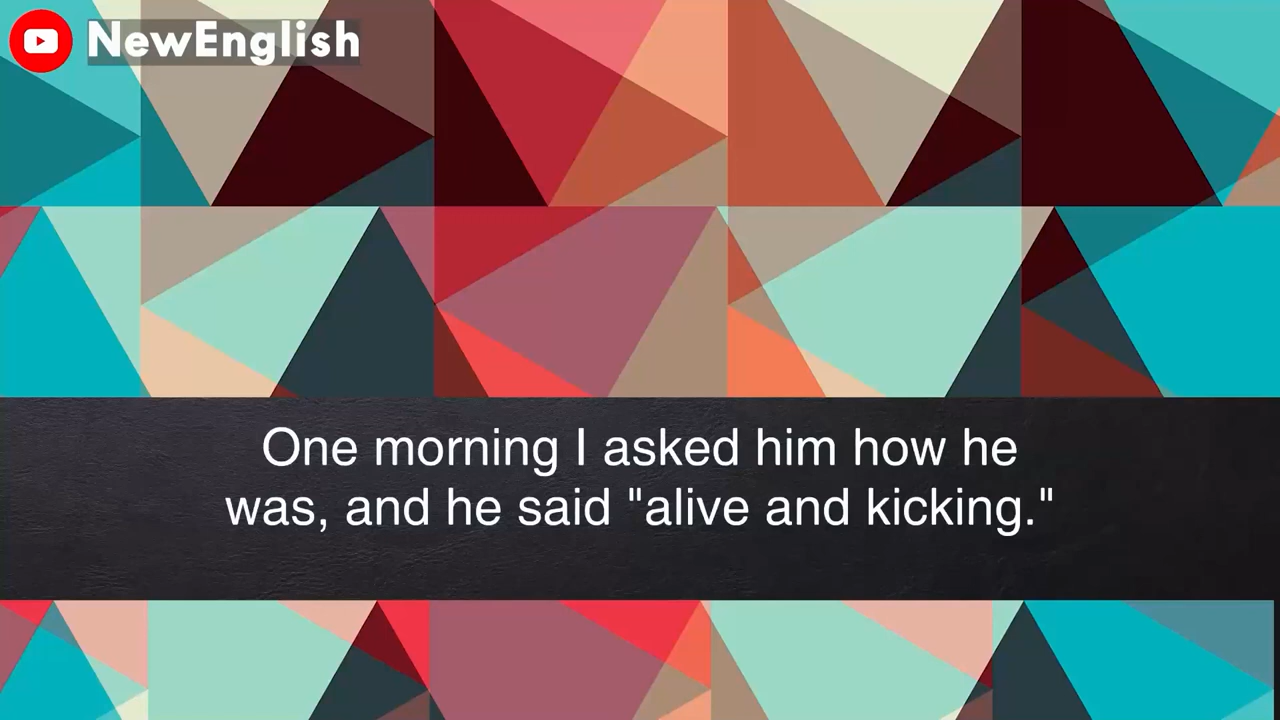 NewEnglish
One morning I asked him how he
was, and he said "alive and kicking."